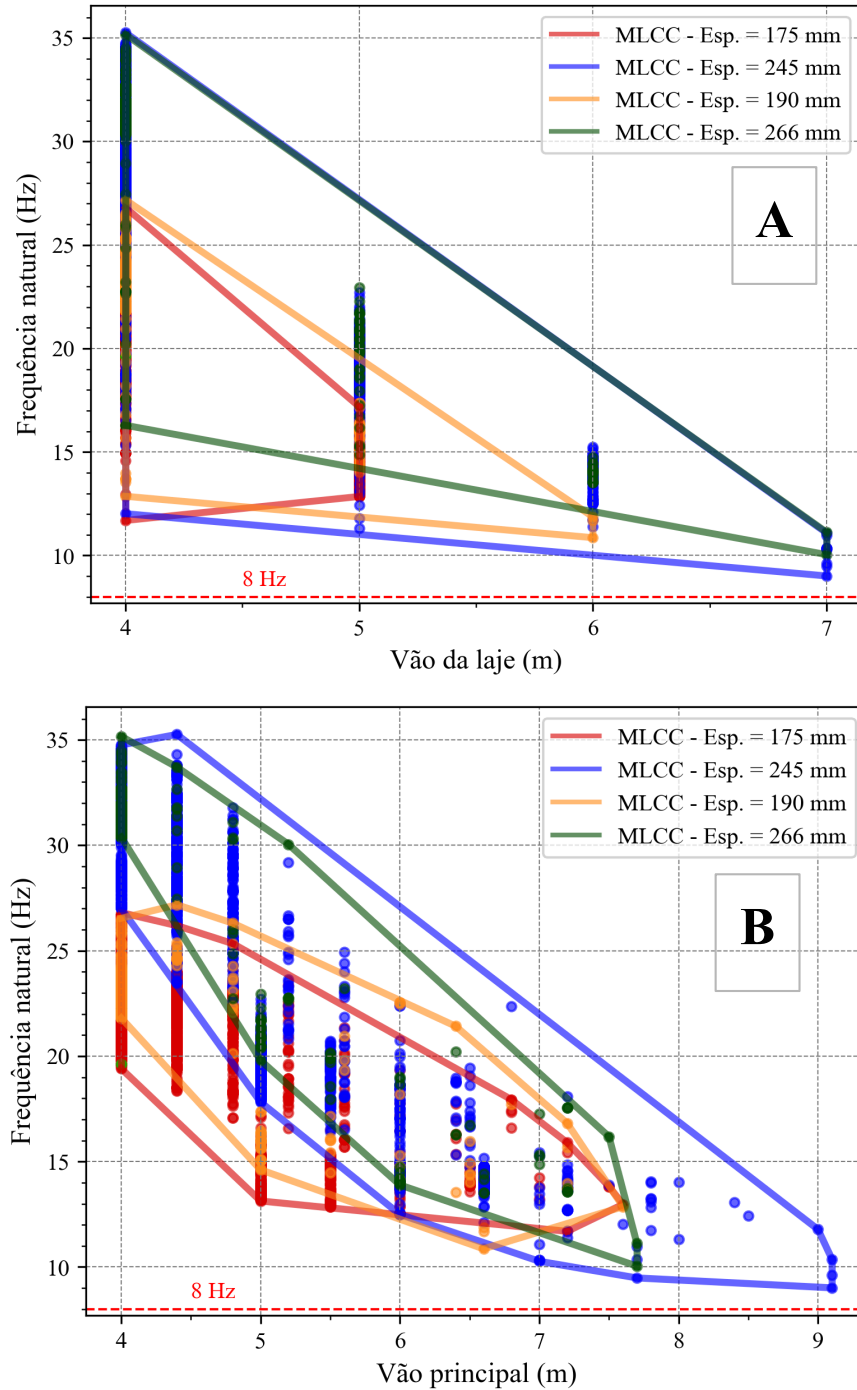 35
30
25
20
15
10
Frequência natural (Hz)
MLCC - Esp. = 175 mm
MLCC - Esp. = 245 mm
MLCC - Esp. = 190 mm
MLCC - Esp. = 266 mm
A
8 Hz
4 5 6 7
Vão da laje (m)
35
30
25
20
15
10
Frequência natural (Hz)
MLCC - Esp. = 175 mm
MLCC - Esp. = 245 mm
MLCC - Esp. = 190 mm
MLCC - Esp. = 266 mm
B
8 Hz
4 5 6 7 8 9
Vão principal (m)